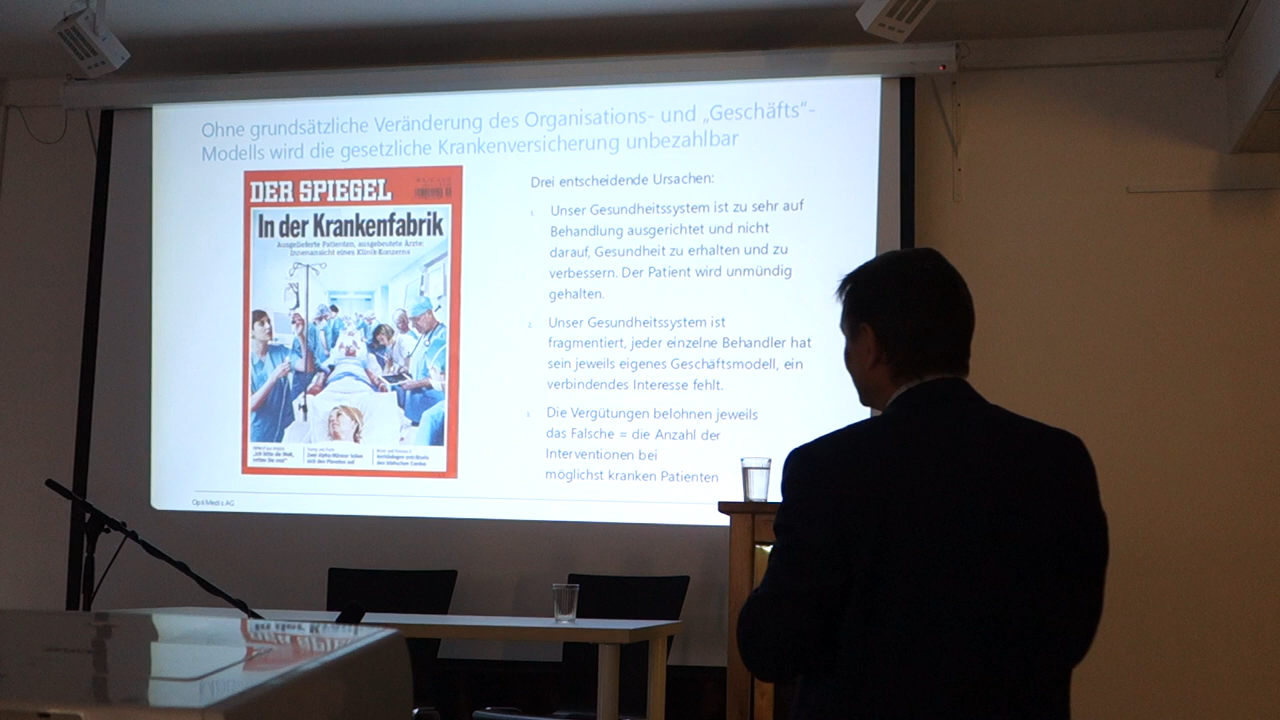 Ohne grundsätzliche Veränderung des Organisations- und „Geschäfts“-
Modells wird die gesetzliche Krankenversicherung unbezahlbar
DER SPIEGEL
In der Krankenfabrik
Ausgelieferte Patienten, ausgebeutete Ärzte:
Innenansicht eines Klinik-Konzerns
Drei entscheidende Ursachen:
1. Unser Gesundheitssystem ist zu sehr auf
Behandlung ausgerichtet und nicht
darauf, Gesundheit zu erhalten und zu
verbessern. Der Patient wird unmündig
gehalten.
2. Unser Gesundheitssystem ist
fragmentiert, jeder einzelne Behandler hat
sein jeweils eigenes Geschäftsmodell, ein
verbindendes Interesse fehlt.
3. Die Vergütungen belohnen jeweils
das Falsche = die Anzahl der
Interventionen bei
möglichst kranken Patienten
OptiMedis AG